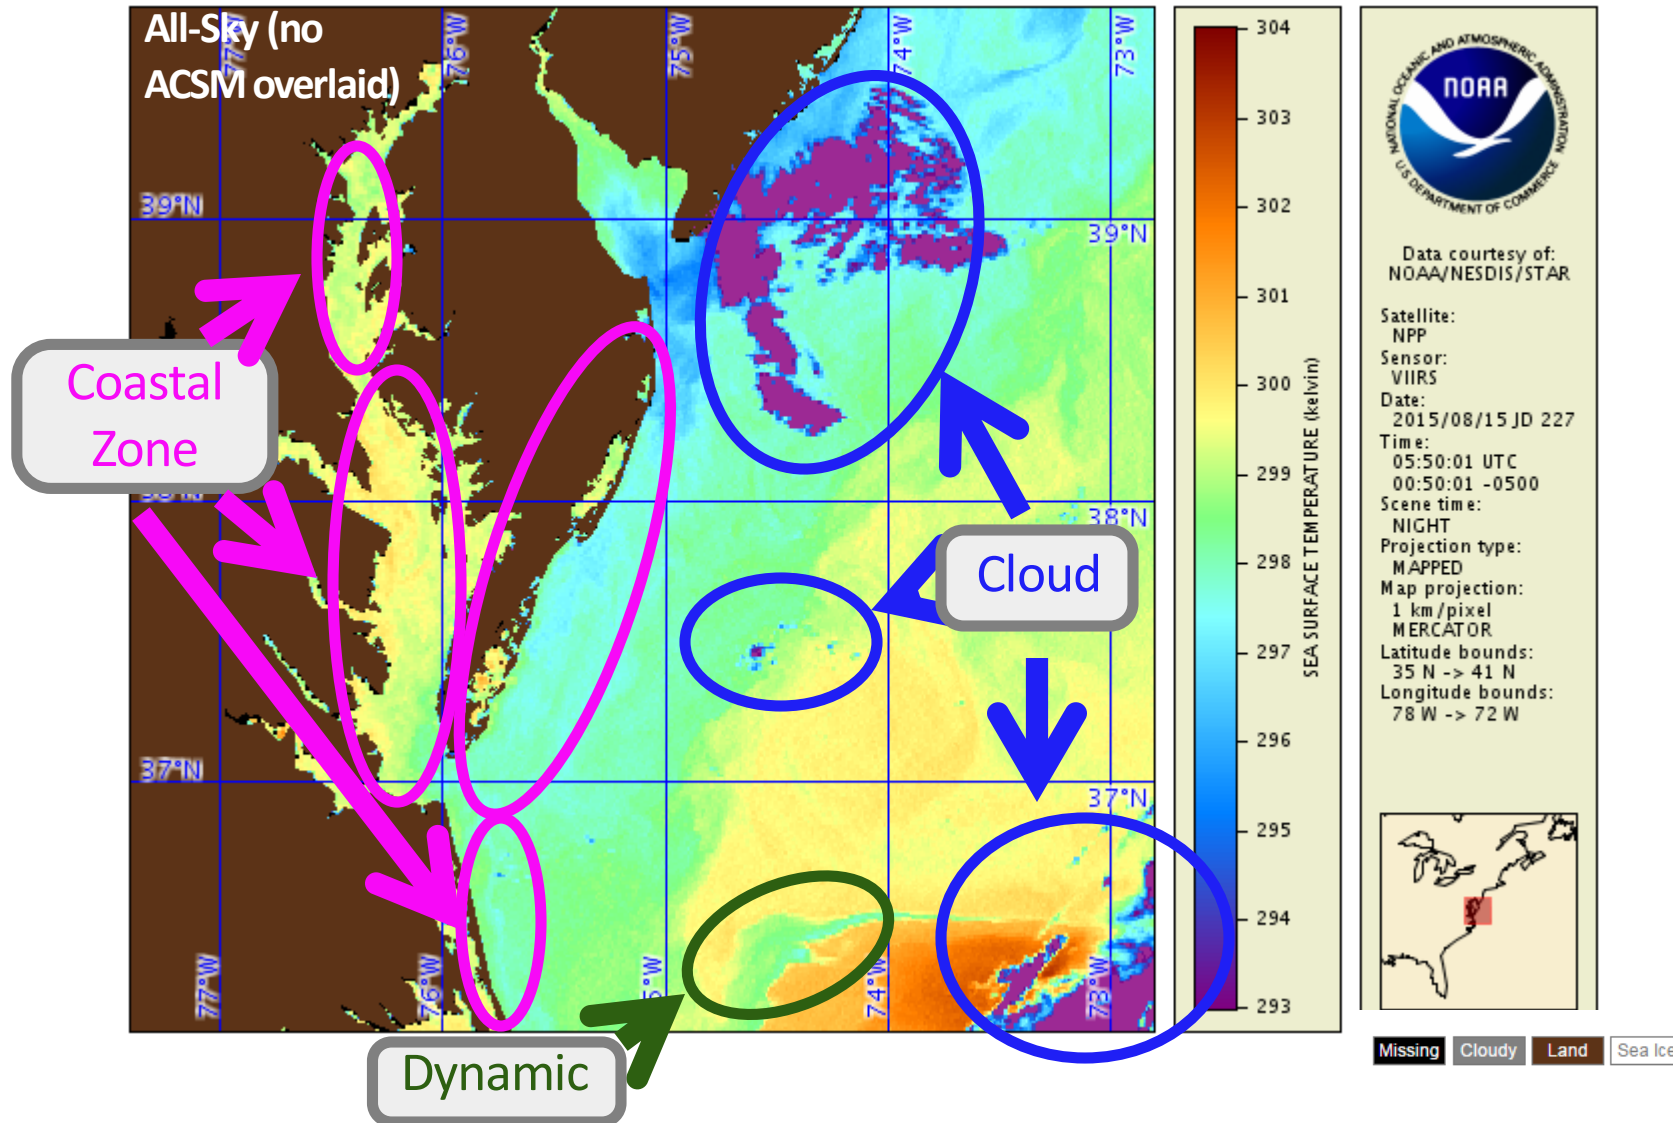 All-Sky (no
ACSM overlaid)
77°W
76°W
75°W
74°W
73°W
39°N
39°N
38°N
37°N
37°N
77°W
76°W
5°W
74°W
Coastal
Zone
Cloud
Dynamic
304
303
302
301
300
299
298
297
296
295
294
293
SEA SURFACE TEMPERATURE (kelvin)
NATIONAL OCEANIC AND ATMOSPHERIC ADMINISTRATION
NOAA
U.S. DEPARTMENT OF COMMERCE
Data courtesy of:
NOAA/NESDIS/STAR
Satellite:
NPP
Sensor:
VIIRS
Date:
2015/08/15 JD 227
Time:
05:50:01 UTC
00:50:01 -0500
Scene time:
NIGHT
Projection type:
MAPPED
Map projection:
1 km/pixel
MERCATOR
Latitude bounds:
35 N -> 41 N
Longitude bounds:
78 W -> 72 W
Missing
Cloudy
Land
Sea Ice